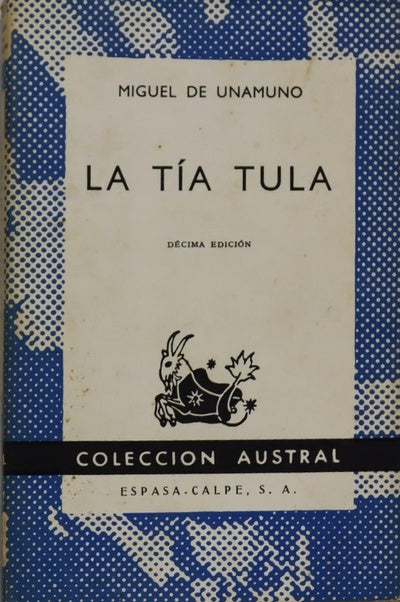 MIGUEL DE UNAMUNO
LA TÍA TULA
DÉCIMA EDICIÓN
COLECCION AUSTRAL
ESPASA-CALPE, S. A.